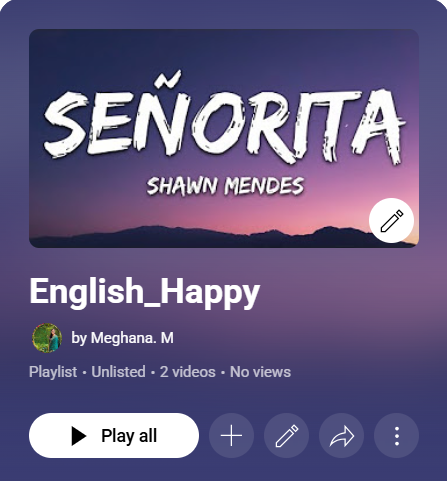 SEÑORITA
SHAWN MENDES
English_Happy
by Meghana. M
Playlist • Unlisted • 2 videos • No views
Play all